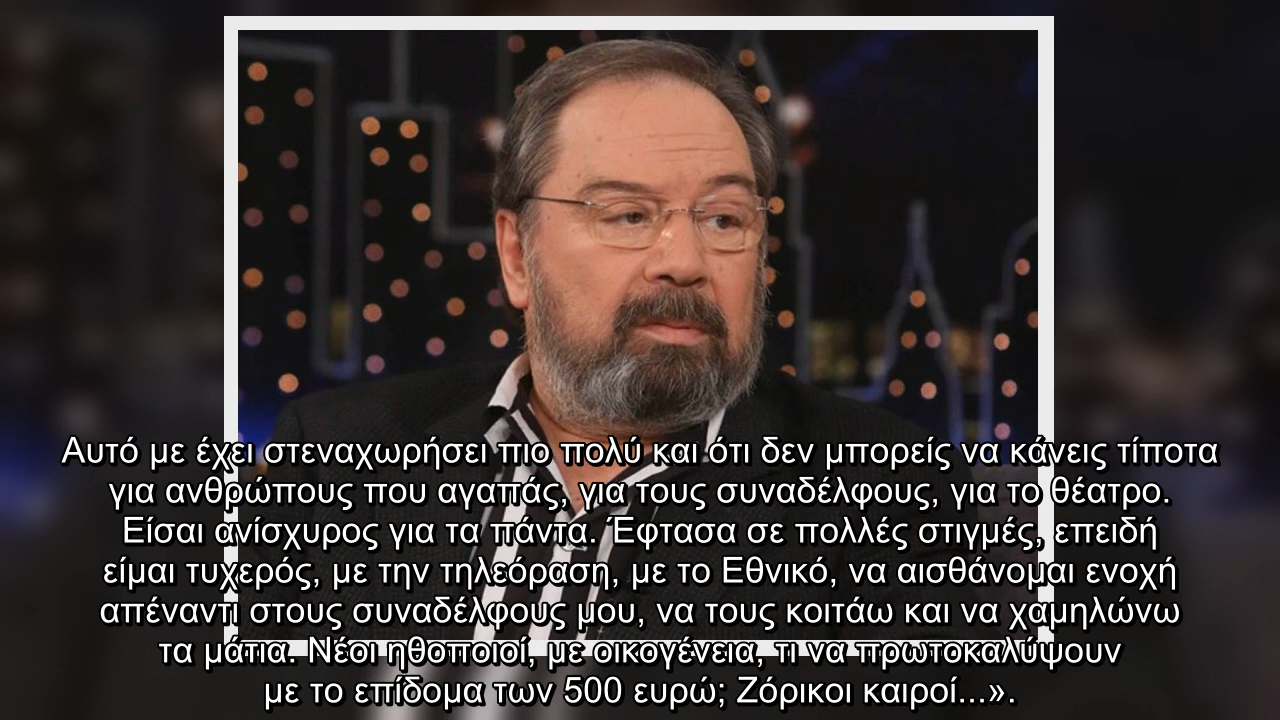 Αυτό με έχει στεναχωρήσει πιο πολύ και ότι δεν μπορείς να κάνεις τίποτα
για ανθρώπους που αγαπάς, για τους συναδέλφους, για το θέατρο.
Είσαι ανίσχυρος για τα πάντα. Έφτασα σε πολλές στιγμές, επειδή
είμαι τυχερός, με την τηλεόραση, με το Εθνικό, να αισθάνομαι ενοχή
απέναντι στους συναδέλφους μου, να τους κοιτάω και να χαμηλώνω
τα μάτια. Νέοι ηθοποιοί, με οικογένεια, τι να πρωτοκαλύψουν
με το επίδομα των 500 ευρώ; Ζόρικοι καιροί...».